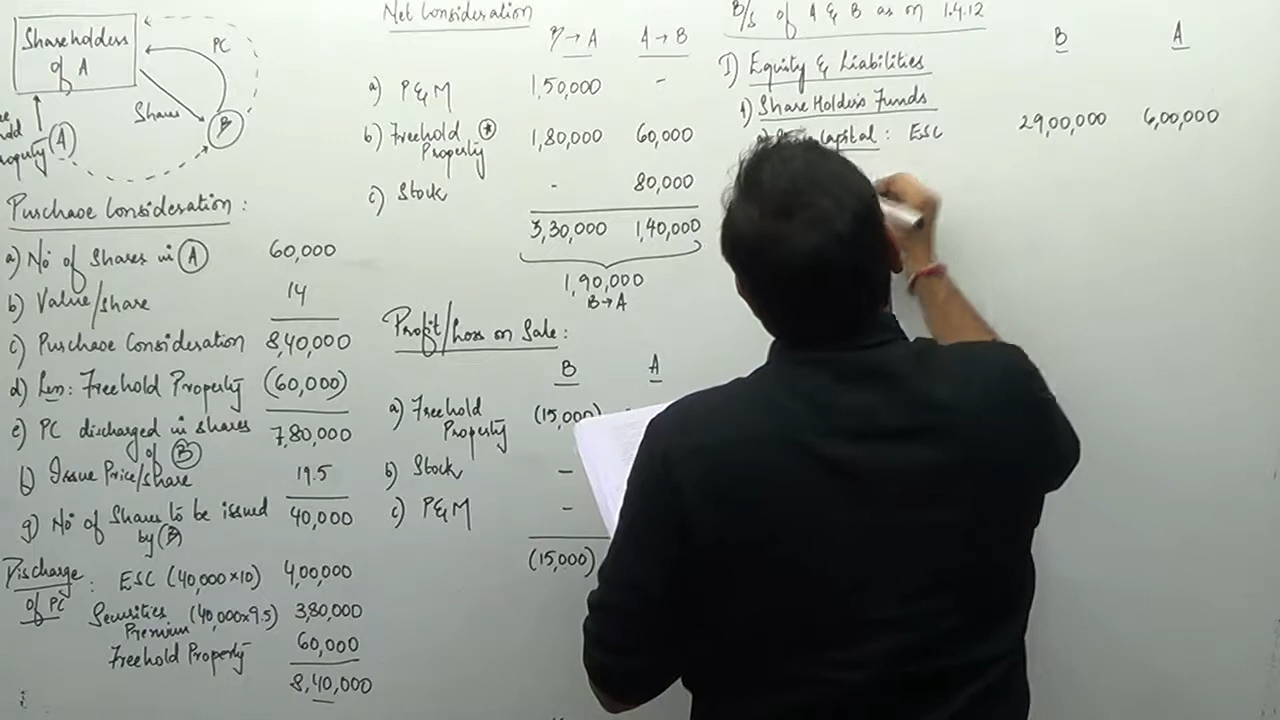 Shareholders
of A
PC
Shares
B
A
Property
Purchase Consideration :
a) No of Shares in A 60,000
b) Value/share 14
c) Purchase Consideration 8,40,000
d) Less: Freehold Property (60,000)
e) PC discharged in shares of B 7,80,000
f) Issue Price/share 19.5
g) No of Shares to be issued by B 40,000
Discharge of PC : ESC (40,000x10) 4,00,000
Securities Premium (40,000x9.5) 3,80,000
Freehold Property 60,000
8,40,000
Net Consideration
B→A A→B
a) P&M 1,50,000 -
b) Freehold Property 1,80,000 60,000
c) Stock - 80,000
3,30,000 1,40,000
1,90,000
B→A
Profit/Loss on Sale:
B A
a) Freehold Property (15,000)
b) Stock -
c) P&M -
(15,000)
B/S of A & B as on 1.4.12
B A
I) Equity & Liabilities
1) Share Holders Funds
Capital : ESC 29,00,000 6,00,000